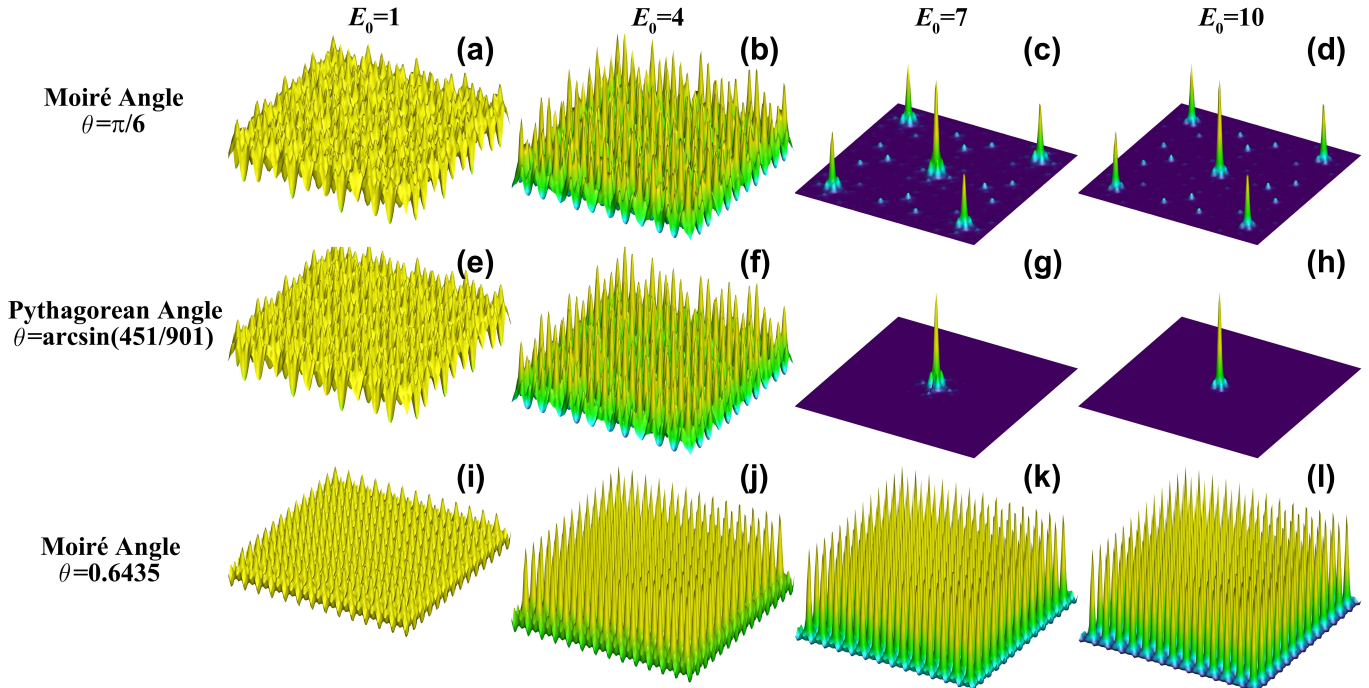 E₀=1 E₀=4 E₀=7 E₀=10
(a) (b) (c) (d)
Moiré Angle
θ=π/6
(e) (f) (g) (h)
Pythagorean Angle
θ=arcsin(451/901)
(i) (j) (k) (l)
Moiré Angle
θ=0.6435